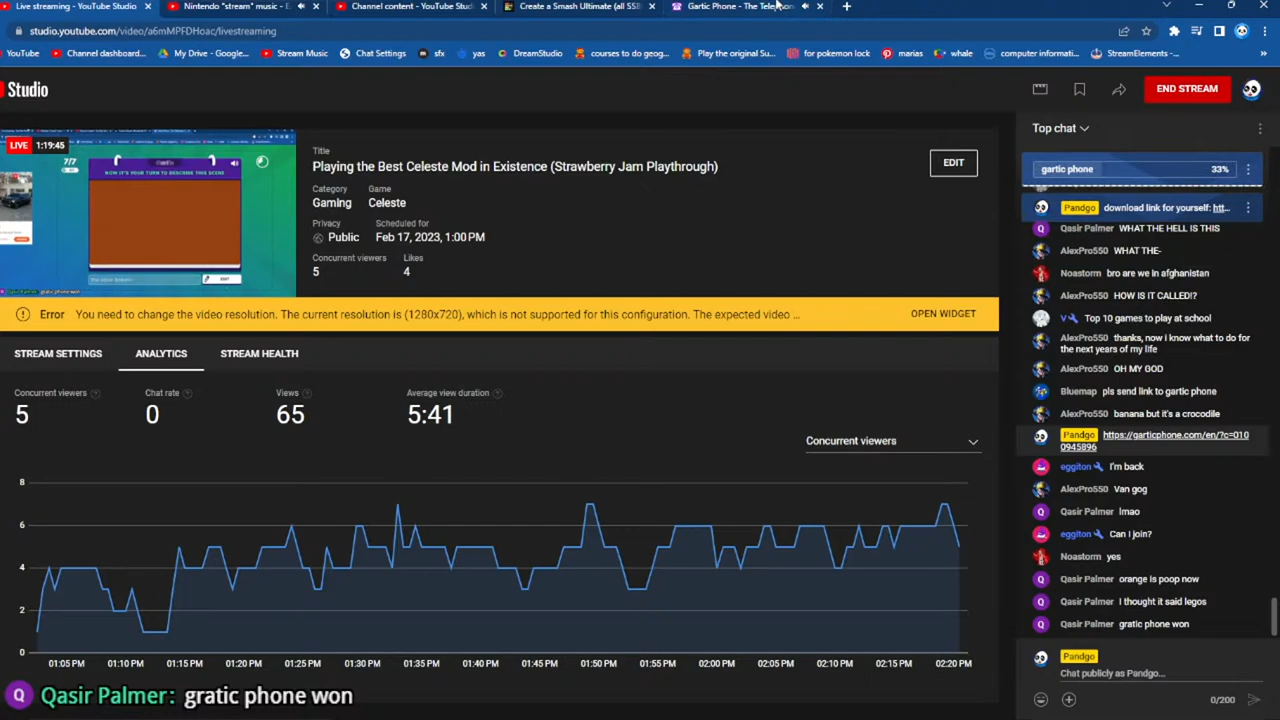 Live streaming - YouTube Studio
Nintendo "stream" music - E
Channel content - YouTube Studi
Create a Smash Ultimate (all SSB
Gartic Phone - The Telephon
studio.youtube.com/video/a6mMPFDHoac/livestreaming
YouTube
Channel dashboard...
My Drive - Google...
Stream Music
Chat Settings
sfx
yas
DreamStudio
courses to do geog...
Play the original Su...
for pokemon lock
marias
whale
computer informati...
StreamElements -...
Studio
END STREAM
LIVE 1:19:45
7/7
NOW IT'S YOUR TURN TO DESCRIBE THIS SCENE
Title
Playing the Best Celeste Mod in Existence (Strawberry Jam Playthrough)
EDIT
Category
Gaming
Game
Celeste
Privacy
Public
Scheduled for
Feb 17, 2023, 1:00 PM
Concurrent viewers
5
Likes
4
Error
You need to change the video resolution. The current resolution is (1280x720), which is not supported for this configuration. The expected video ...
OPEN WIDGET
STREAM SETTINGS
ANALYTICS
STREAM HEALTH
Concurrent viewers
5
Chat rate
0
Views
65
Average view duration
5:41
Concurrent viewers
8
6
4
2
0
01:05 PM
01:10 PM
01:15 PM
01:20 PM
01:25 PM
01:30 PM
01:35 PM
01:40 PM
01:45 PM
01:50 PM
01:55 PM
02:00 PM
02:05 PM
02:10 PM
02:15 PM
02:20 PM
Qasir Palmer: gratic phone won
Top chat
gartic phone 33%
Pandgo download link for yourself: htt...
Qasir Palmer WHAT THE HELL IS THIS
AlexPro550 WHAT THE-
Noastorm bro are we in afghanistan
AlexPro550 HOW IS IT CALLED!?
V Top 10 games to play at school
AlexPro550 thanks, now i know what to do for
the next years of my life
AlexPro550 OH MY GOD
Bluemap pls send link to gartic phone
AlexPro550 banana but it's a crocodile
Pandgo https://garticphone.com/en/?c=010
0945896
eggiton I'm back
AlexPro550 Van gog
Qasir Palmer lmao
eggiton Can i join?
Noastorm yes
Qasir Palmer orange is poop now
Qasir Palmer I thought it said legos
Qasir Palmer gratic phone won
Pandgo
Chat publicly as Pandgo...
0/200